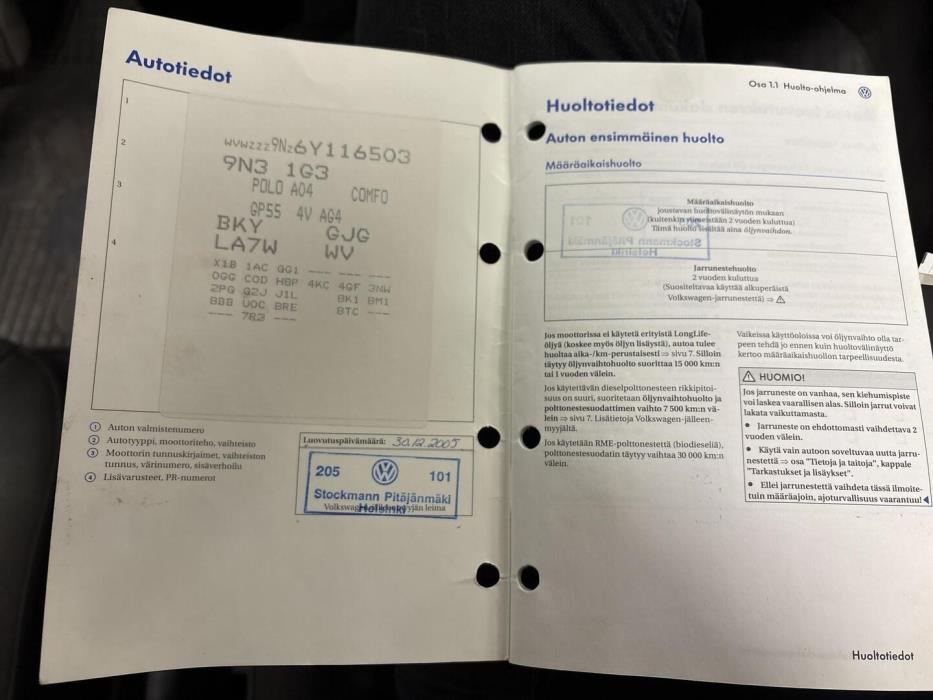 Autotiedot
1
2
3
4
WVWZZZ9NZ6Y116503
9N3 1G3
POLO A04 COMFO
GP55 4V AG4
BKY GJG
LA7W WV
X1B 1AC GG1 --- --- ---
0GG C0D H8P 4KC 4GF 3NW
2PG G2J J1L BK1 8M1
B8B U0C 8RE 8TC ---
--- 7B3 ---
① Auton valmistenumero
② Autotyyppi, moottoriteho, vaihteisto
③ Moottorin tunnuskirjaimet, vaihteiston
tunnus, värinumero, sisäverhoilu
④ Lisävarusteet, PR-numerot
Luovutuspäivämäärä: 30.12.2005
205 101
Stockmann Pitäjänmäki
Helsinki
Osa 1.1 Huolto-ohjelma
Huoltotiedot
Auton ensimmäinen huolto
Määräaikaishuolto
Määräaikaishuolto
joustavan huoltovälinäytön mukaan
(kuitenkin viimeistään 2 vuoden kuluttua)
Tämä huolto sisältää aina öljynvaihdon.
Jarrunestehuolto
2 vuoden kuluttua
(Suositeltavaa käyttää alkuperäistä
Volkswagen-jarrunestettä) ⇒ ⚠
Jos moottorissa ei käytetä erityistä LongLife-
öljyä (koskee myös öljyn lisäystä), autoa tulee
huoltaa aika-/km-perustaisesti ⇒ sivu 7. Silloin
täytyy öljynvaihtohuolto suorittaa 15 000 km:n
tai 1 vuoden välein.
Jos käytettävän dieselpolttonesteen rikkipitoi-
suus on suuri, suoritetaan öljynvaihtohuolto ja
polttonestesuodattimen vaihto 7 500 km:n vä-
lein ⇒ sivu 7. Lisätietoja Volkswagen-jälleen-
myyjältä.
Jos käytetään RME-polttonestettä (biodieseliä),
polttonestesuodatin täytyy vaihtaa 30 000 km:n
välein.
Vaikeissa käyttöoloissa voi öljynvaihto olla tar-
peen tehdä jo ennen kuin huoltovälinäyttö
kertoo määräaikaishuollon tarpeellisuudesta.
⚠ HUOMIO!
Jos jarruneste on vanhaa, sen kiehumispiste
voi laskea vaarallisen alas. Silloin jarrut voivat
lakata vaikuttamasta.
• Jarruneste on ehdottomasti vaihdettava 2
vuoden välein.
• Käytä vain autoon soveltuvaa uutta jarru-
nestettä ⇒ osa "Tietoja ja taitoja", kappale
"Tarkastukset ja lisäykset".
• Ellei jarrunestettä vaihdeta tässä ilmoite-
tuin määräajoin, ajoturvallisuus vaarantuu!
Huoltotiedot